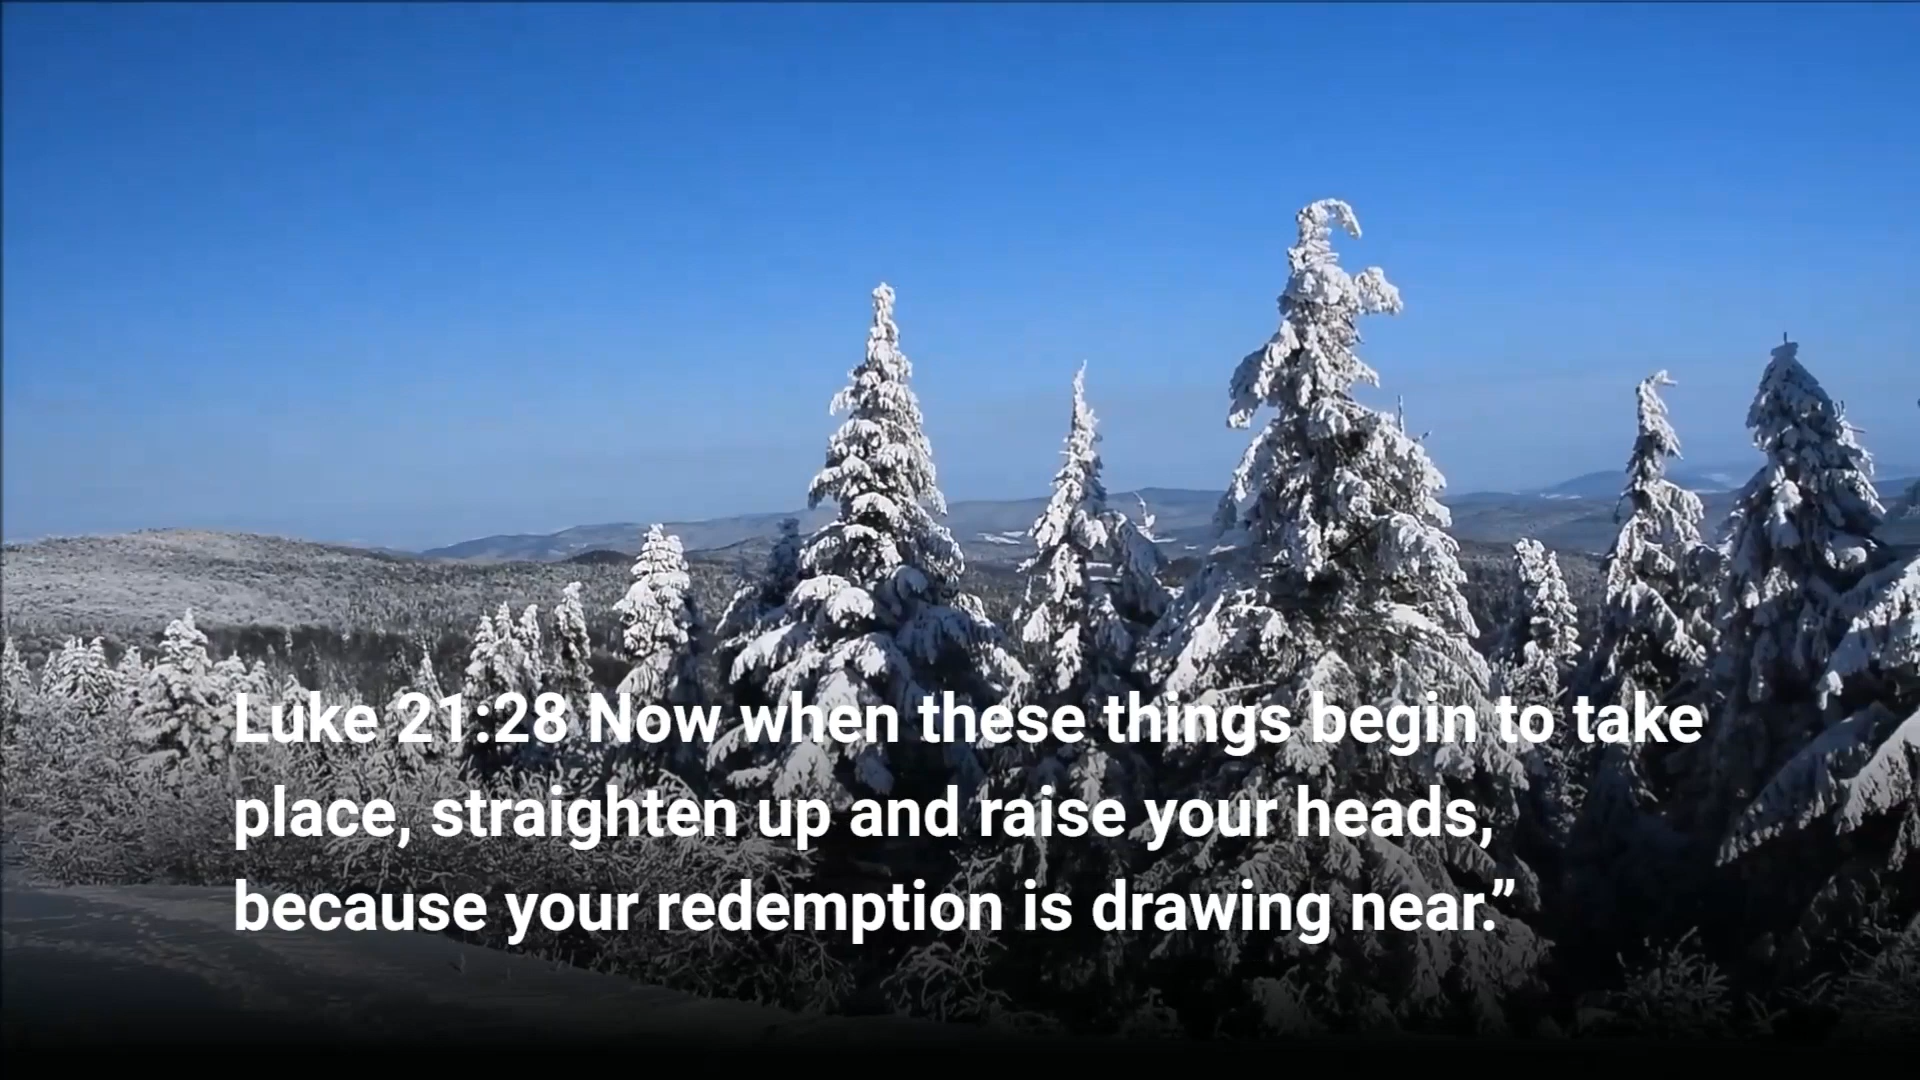 Luke 21:28 Now when these things begin to take
place, straighten up and raise your heads,
because your redemption is drawing near.”